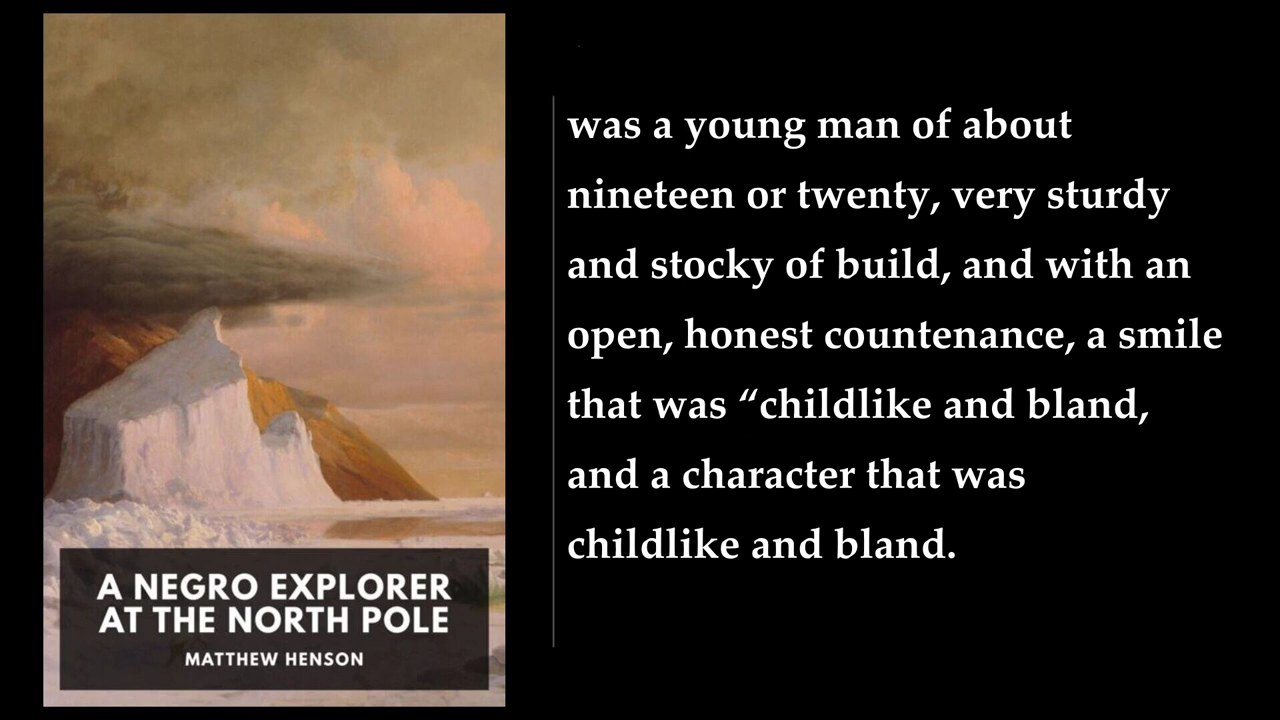 was a young man of about
nineteen or twenty, very sturdy
and stocky of build, and with an
open, honest countenance, a smile
that was “childlike and bland,
and a character that was
childlike and bland.
A NEGRO EXPLORER
AT THE NORTH POLE
MATTHEW HENSON